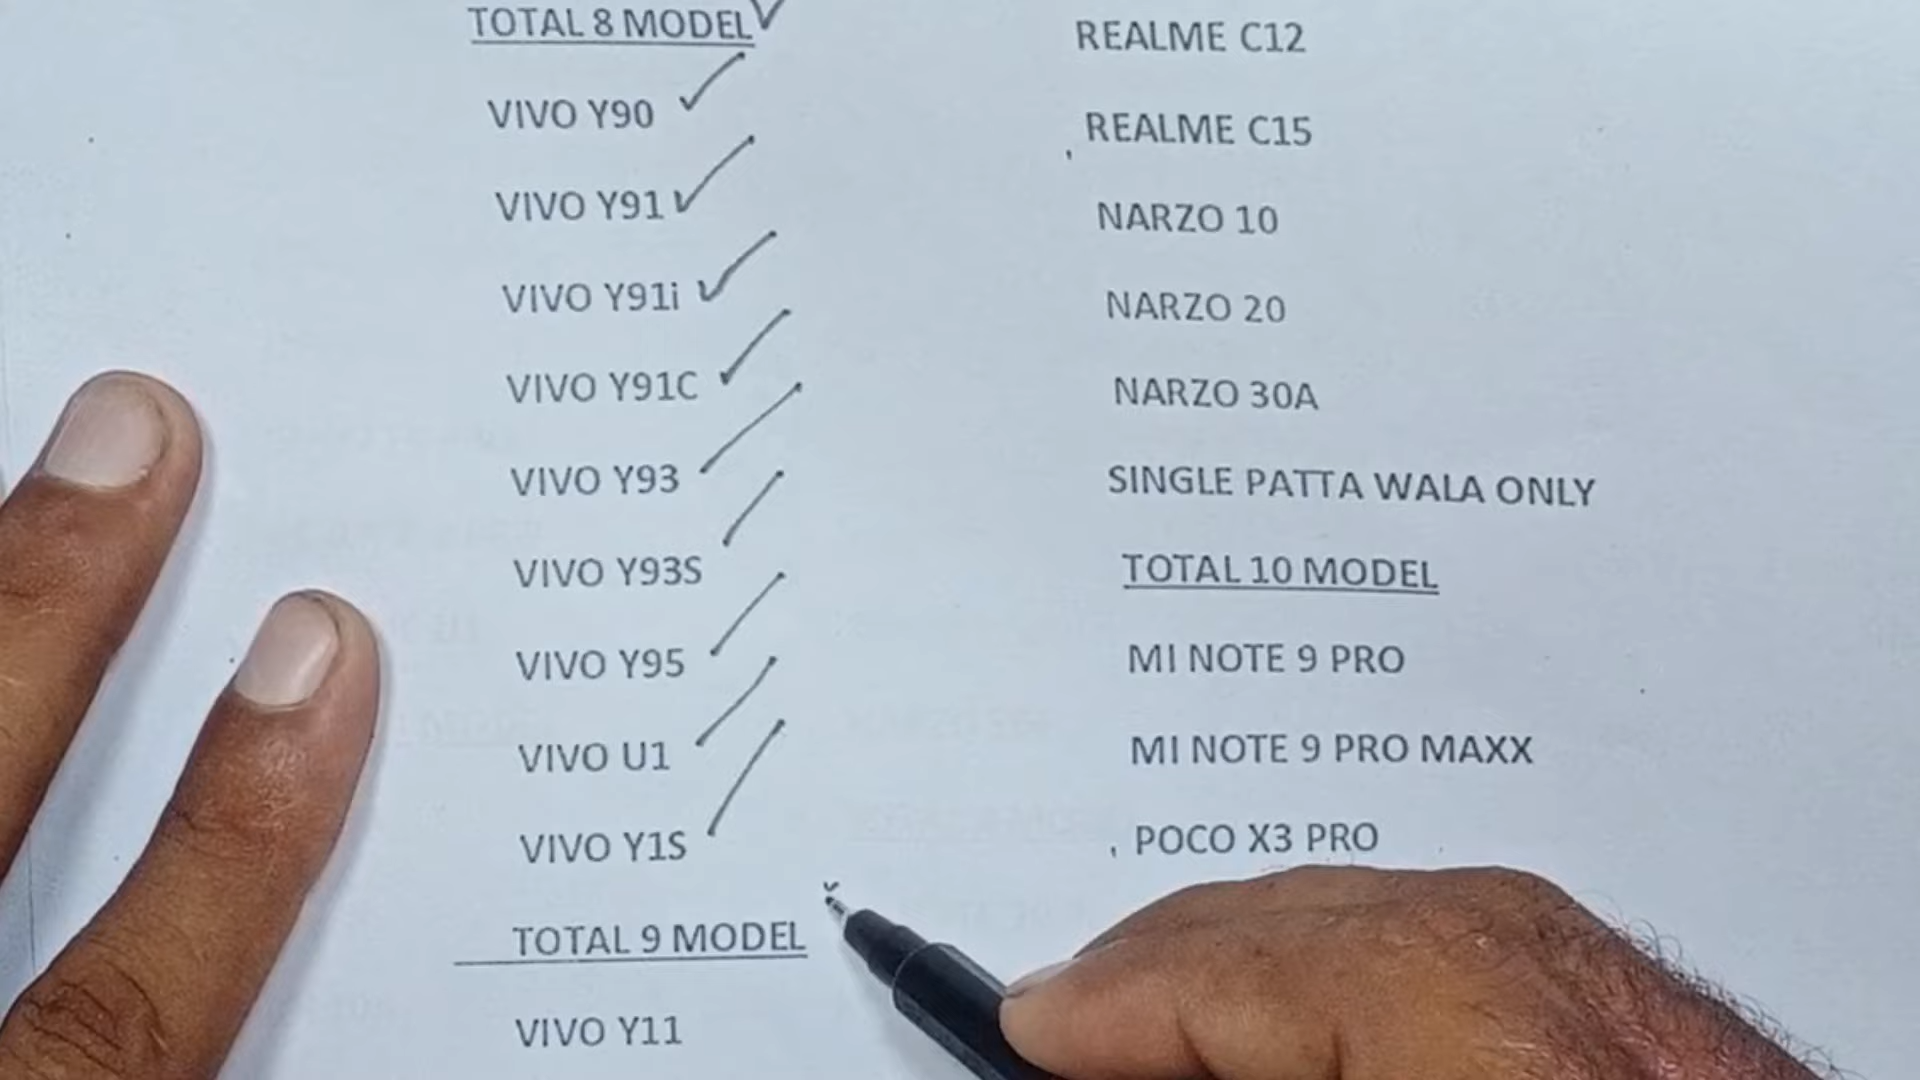 TOTAL 8 MODEL
VIVO Y90
VIVO Y91
VIVO Y91i
VIVO Y91C
VIVO Y93
VIVO Y93S
VIVO Y95
VIVO U1
VIVO Y1S
TOTAL 9 MODEL
VIVO Y11
REALME C12
REALME C15
NARZO 10
NARZO 20
NARZO 30A
SINGLE PATTA WALA ONLY
TOTAL 10 MODEL
MI NOTE 9 PRO
MI NOTE 9 PRO MAXX
POCO X3 PRO